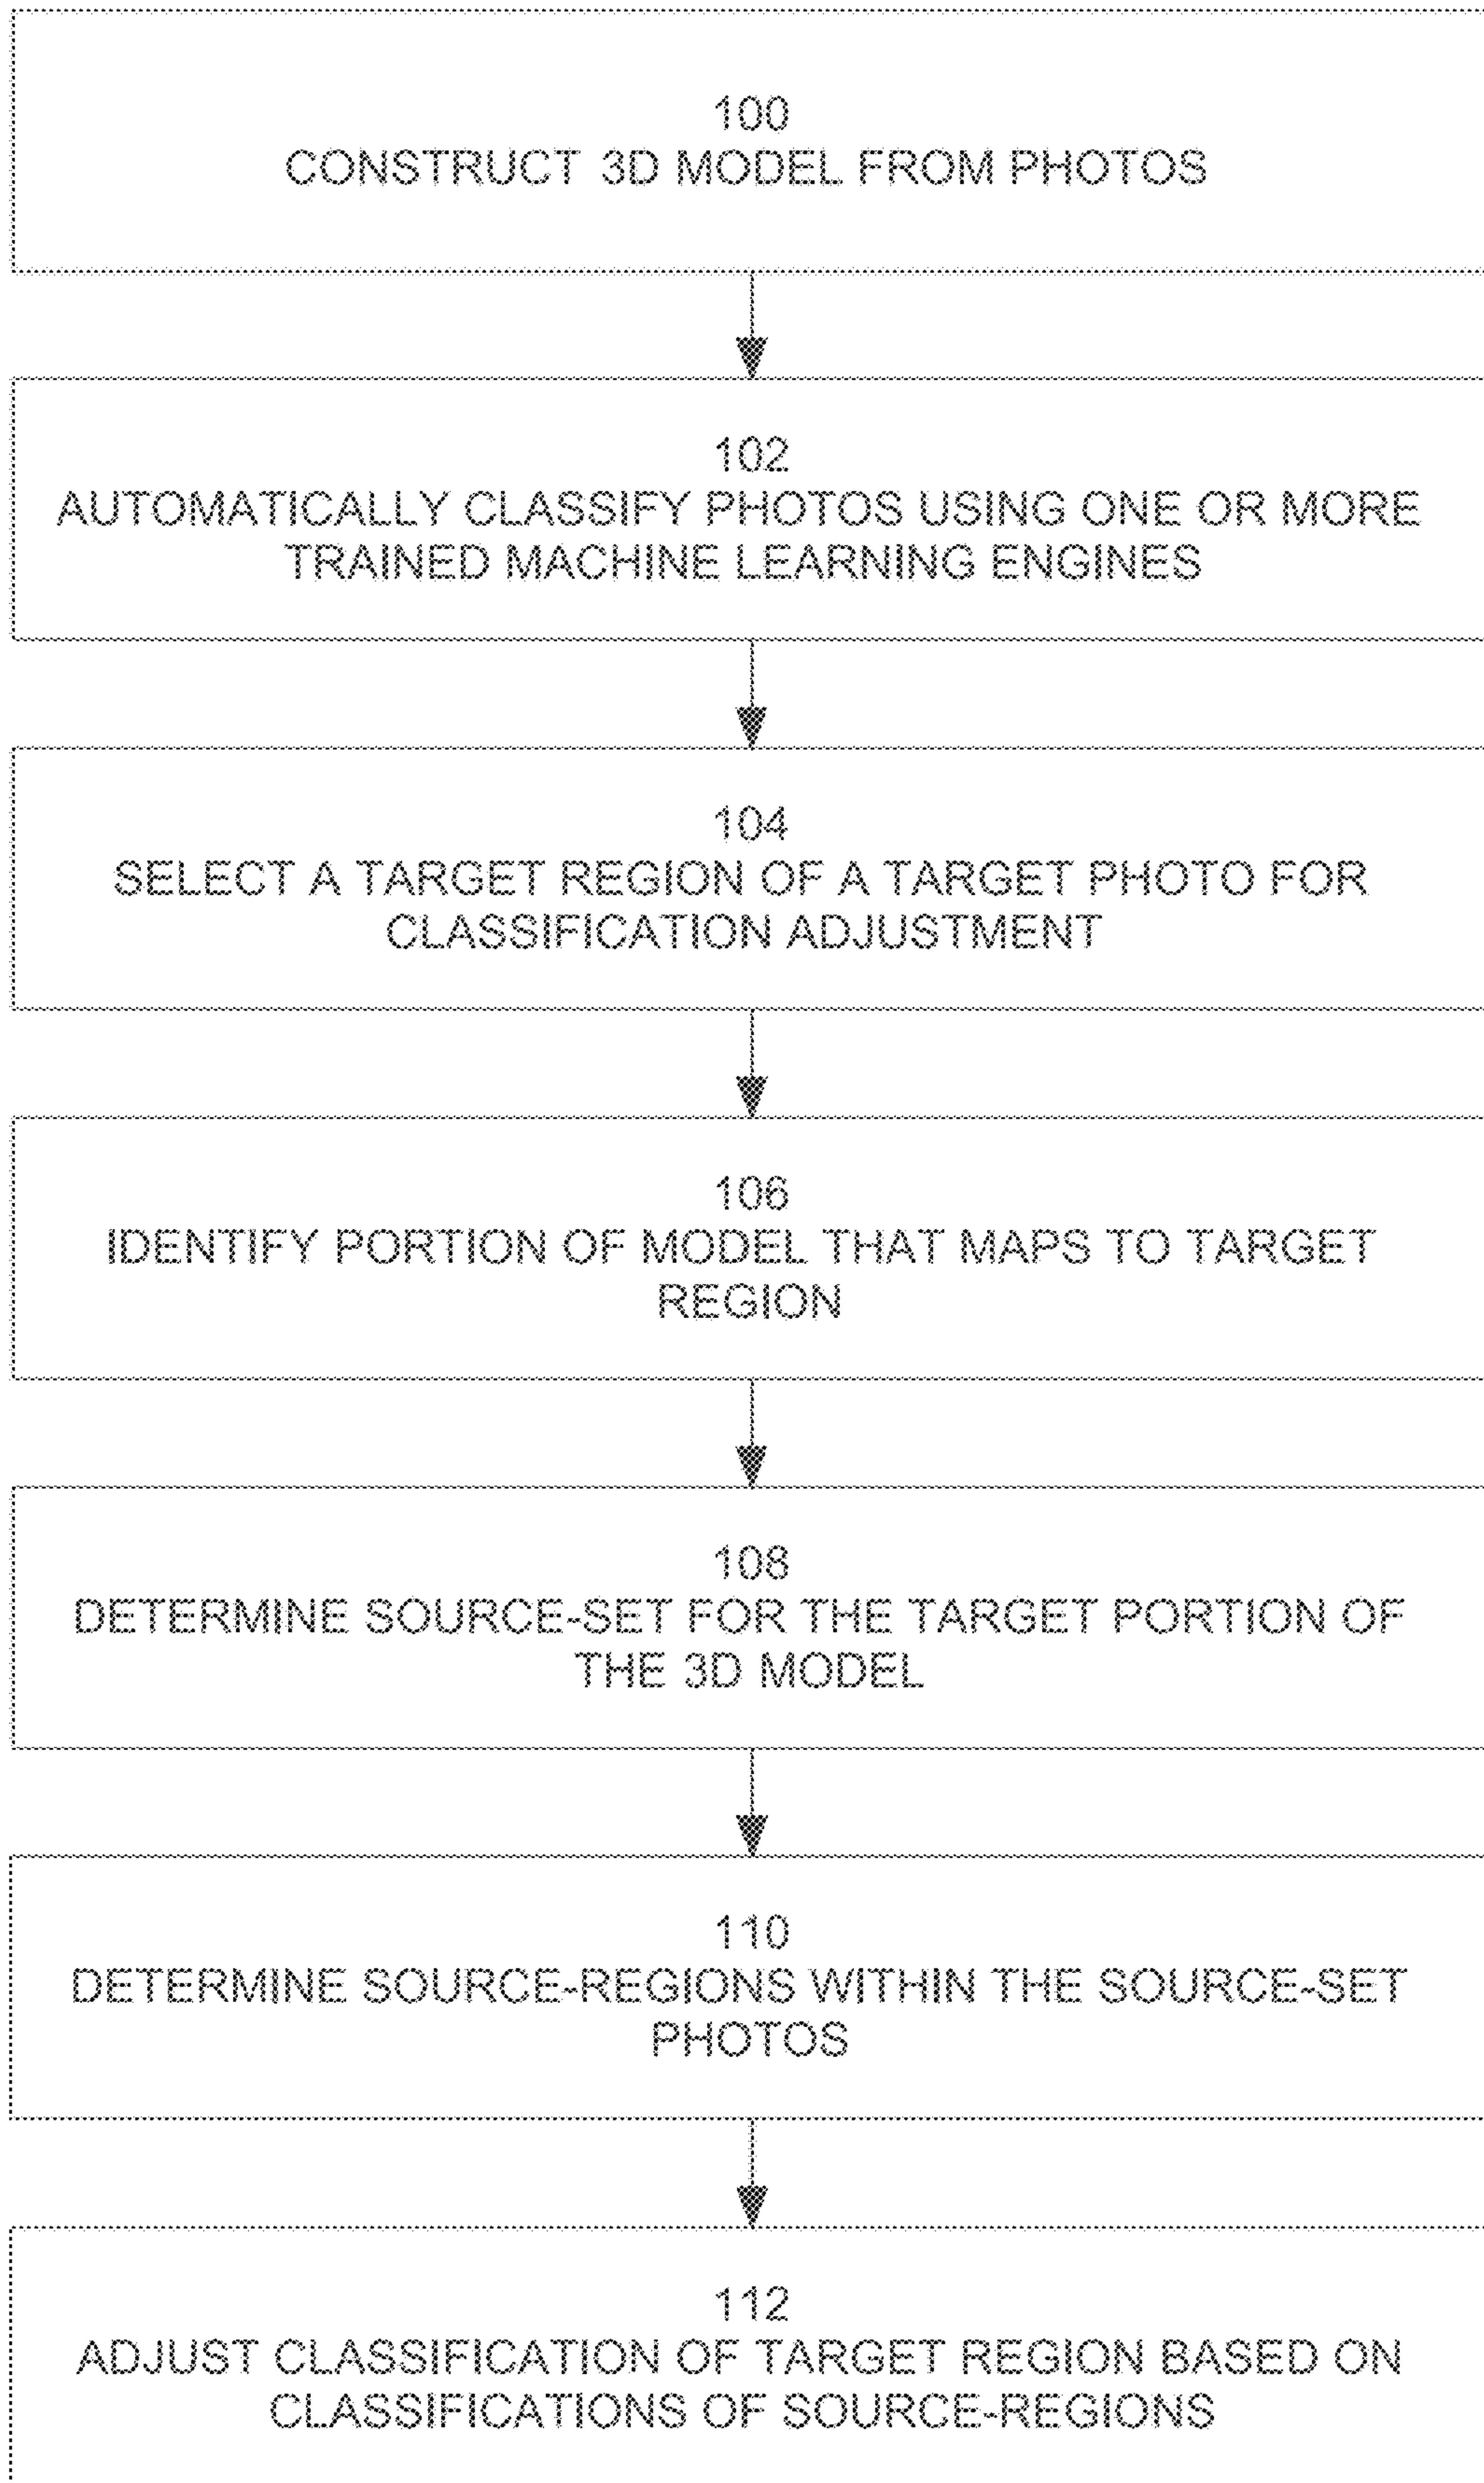 100
CONSTRUCT 3D MODEL FROM PHOTOS
102
AUTOMATICALLY CLASSIFY PHOTOS USING ONE OR MORE
TRAINED MACHINE LEARNING ENGINES
104
SELECT A TARGET REGION OF A TARGET PHOTO FOR
CLASSIFICATION ADJUSTMENT
106
IDENTIFY PORTION OF MODEL THAT MAPS TO TARGET
REGION
108
DETERMINE SOURCE-SET FOR THE TARGET PORTION OF
THE 3D MODEL
110
DETERMINE SOURCE-REGIONS WITHIN THE SOURCE-SET
PHOTOS
112
ADJUST CLASSIFICATION OF TARGET REGION BASED ON
CLASSIFICATIONS OF SOURCE-REGIONS